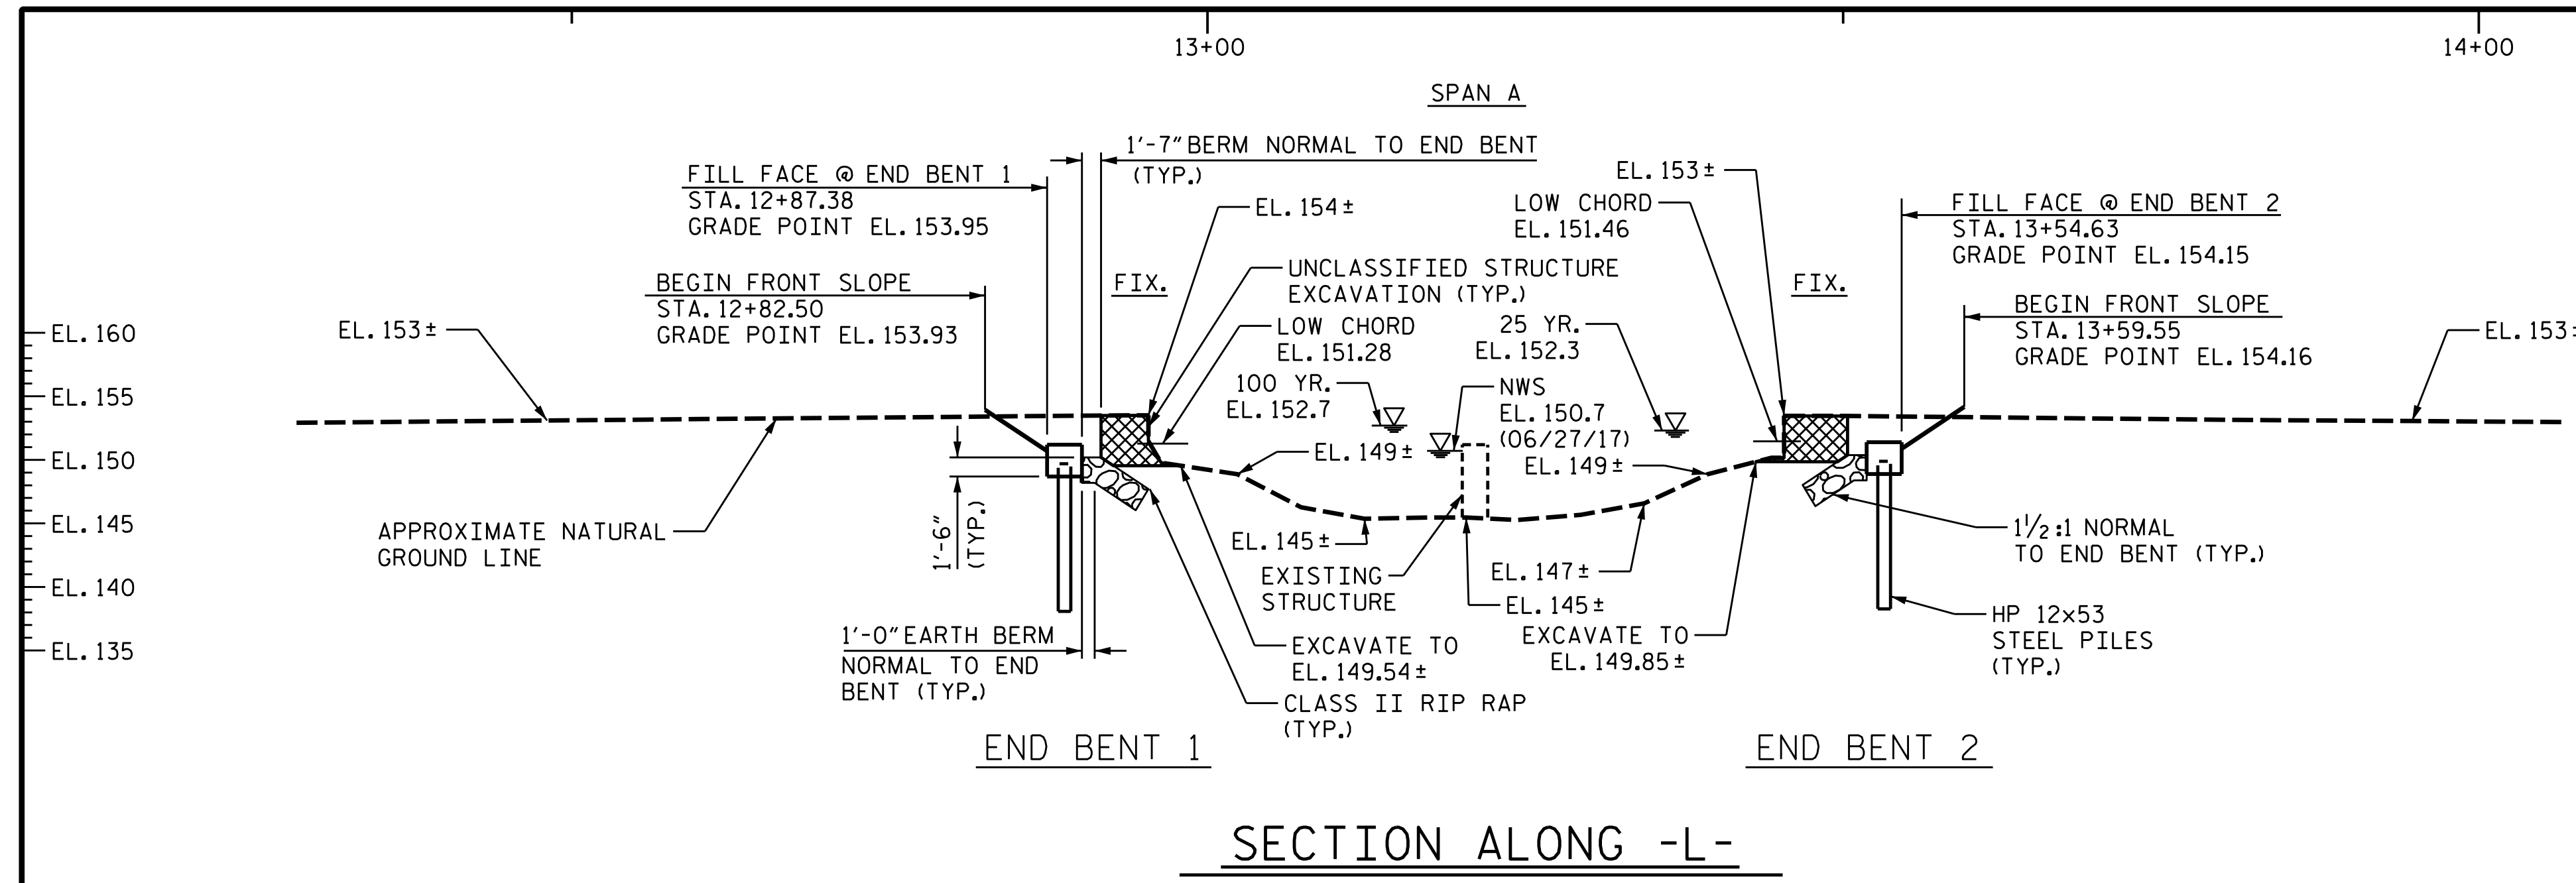 13+00
14+00
SPAN A
1'-7" BERM NORMAL TO END BENT
(TYP.)
FILL FACE @ END BENT 1
STA. 12+87.38
GRADE POINT EL. 153.95
EL. 154±
EL. 153±
LOW CHORD
EL. 151.46
FILL FACE @ END BENT 2
STA. 13+54.63
GRADE POINT EL. 154.15
BEGIN FRONT SLOPE
STA. 12+82.50
GRADE POINT EL. 153.93
FIX.
UNCLASSIFIED STRUCTURE
EXCAVATION (TYP.)
FIX.
BEGIN FRONT SLOPE
STA. 13+59.55
GRADE POINT EL. 154.16
EL. 153±
LOW CHORD
EL. 151.28
25 YR.
EL. 152.3
EL. 153±
100 YR.
EL. 152.7
NWS
EL. 150.7
(06/27/17)
EL. 160
EL. 155
EL. 150
EL. 145
EL. 140
EL. 135
EL. 149±
EL. 149±
APPROXIMATE NATURAL
GROUND LINE
1'-6"
(TYP.)
EL. 145±
EXISTING
STRUCTURE
EL. 147±
EL. 145±
1½:1 NORMAL
TO END BENT (TYP.)
HP 12x53
STEEL PILES
(TYP.)
1'-0" EARTH BERM
NORMAL TO END
BENT (TYP.)
EXCAVATE TO
EL. 149.54±
EXCAVATE TO
EL. 149.85±
CLASS II RIP RAP
(TYP.)
END BENT 1
END BENT 2
SECTION ALONG -L-